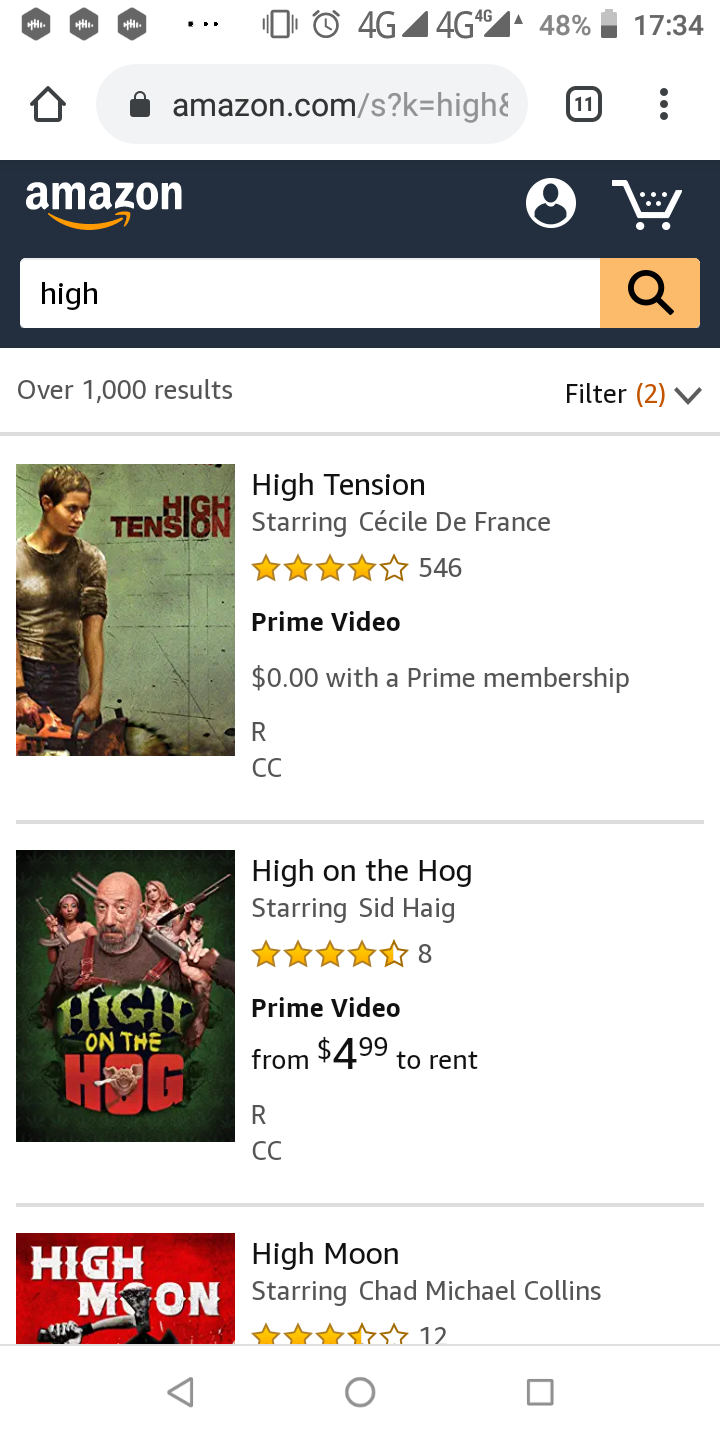 4G 4G 4G 48% 17:34
amazon.com/s?k=high&
11
amazon
high
Over 1,000 results
Filter (2)
HIGH
TENSION
High Tension
Starring Cécile De France
546
Prime Video
$0.00 with a Prime membership
R
CC
HIGH
ON THE
HOG
High on the Hog
Starring Sid Haig
8
Prime Video
from $499 to rent
R
CC
HIGH
MOON
High Moon
Starring Chad Michael Collins
12